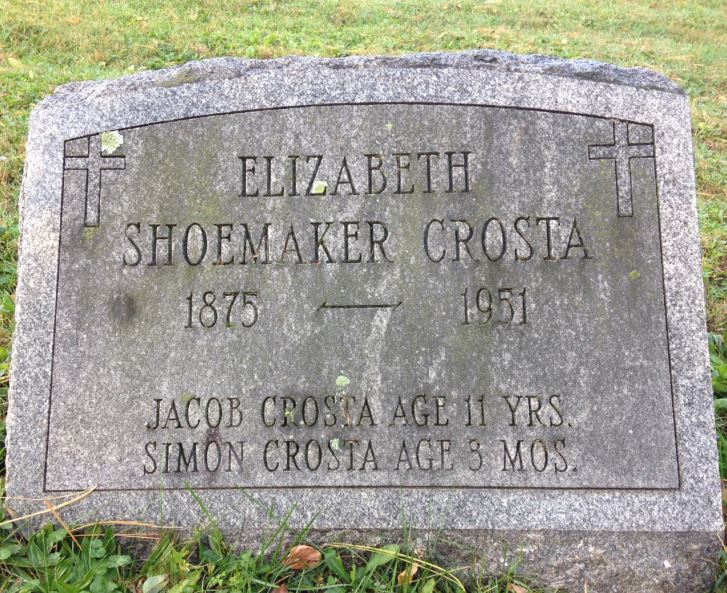 ELIZABETH
SHOEMAKER CROSTA
1875 — 1951
JACOB CROSTA AGE 11 YRS.
SIMON CROSTA AGE 3 MOS.